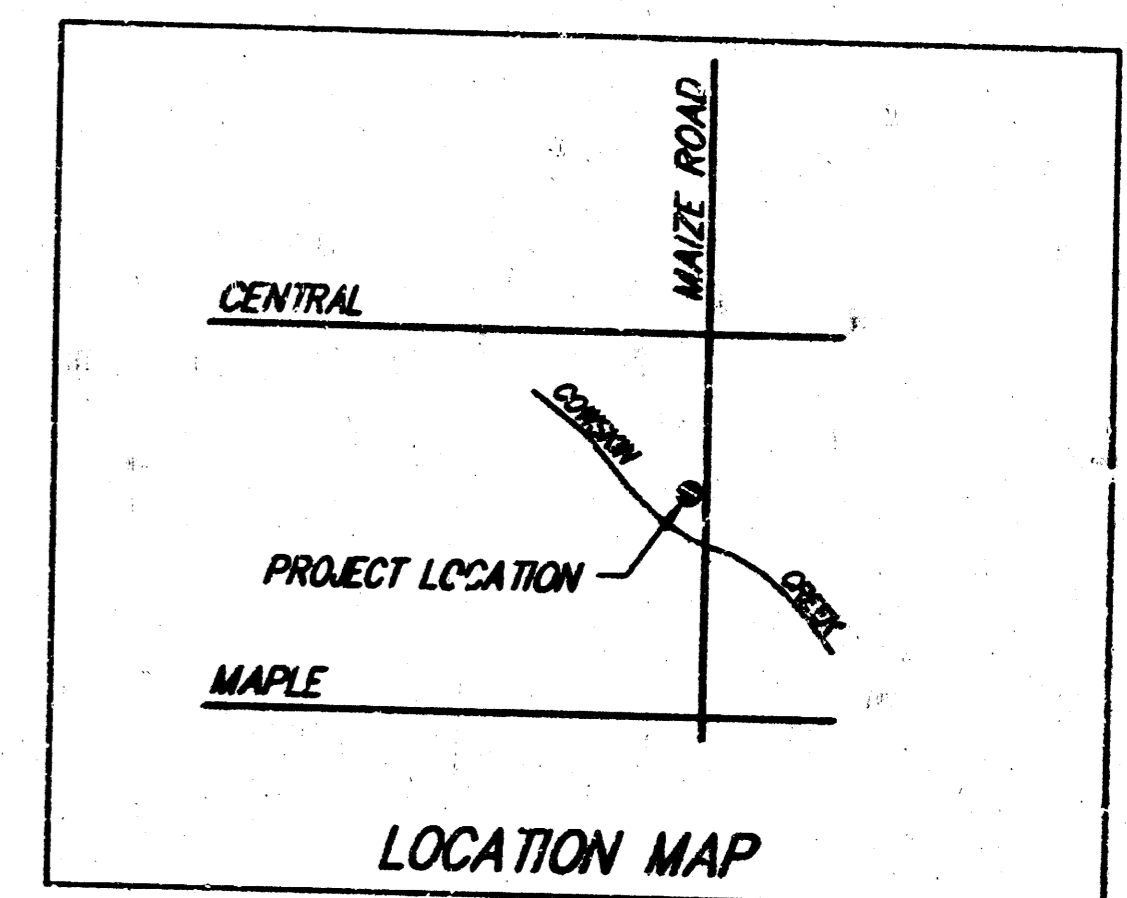 MAIZE ROAD
CENTRAL
COWSKIN
PROJECT LOCATION
CREEK
MAPLE
LOCATION MAP